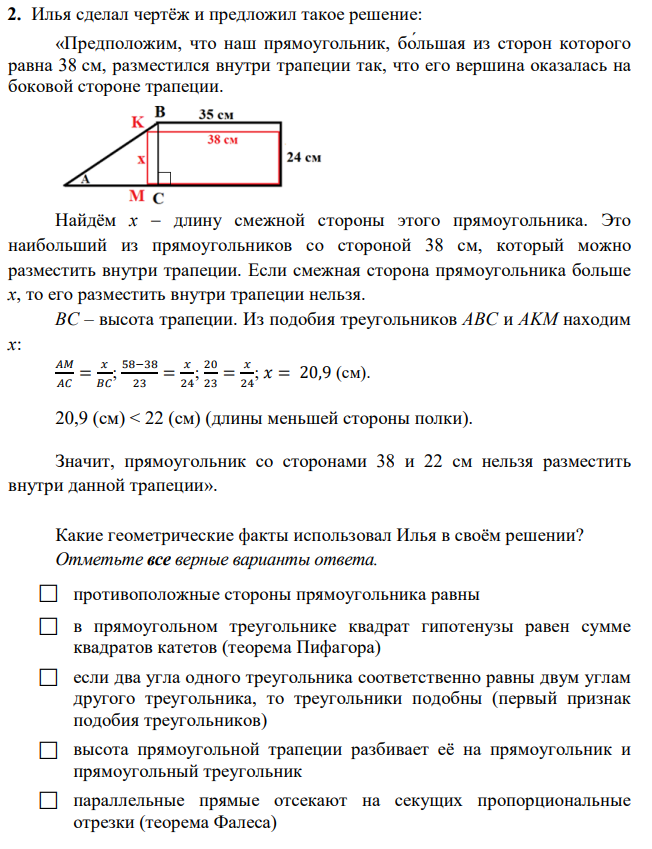 2. Илья сделал чертёж и предложил такое решение:
«Предположим, что наш прямоугольник, бо́льшая из сторон которого
равна 38 см, разместился внутри трапеции так, что его вершина оказалась на
боковой стороне трапеции.
K B 35 см
38 см
x 24 см
A
M C
Найдём x – длину смежной стороны этого прямоугольника. Это
наибольший из прямоугольников со стороной 38 см, который можно
разместить внутри трапеции. Если смежная сторона прямоугольника больше
x, то его разместить внутри трапеции нельзя.
BC – высота трапеции. Из подобия треугольников ABC и AKM находим
x:
AM/AC = x/BC; 58−38/23 = x/24; 20/23 = x/24; x = 20,9 (см).
20,9 (см) < 22 (см) (длины меньшей стороны полки).
Значит, прямоугольник со сторонами 38 и 22 см нельзя разместить
внутри данной трапеции».
Какие геометрические факты использовал Илья в своём решении?
Отметьте все верные варианты ответа.
противоположные стороны прямоугольника равны
в прямоугольном треугольнике квадрат гипотенузы равен сумме
квадратов катетов (теорема Пифагора)
если два угла одного треугольника соответственно равны двум углам
другого треугольника, то треугольники подобны (первый признак
подобия треугольников)
высота прямоугольной трапеции разбивает её на прямоугольник и
прямоугольный треугольник
параллельные прямые отсекают на секущих пропорциональные
отрезки (теорема Фалеса)